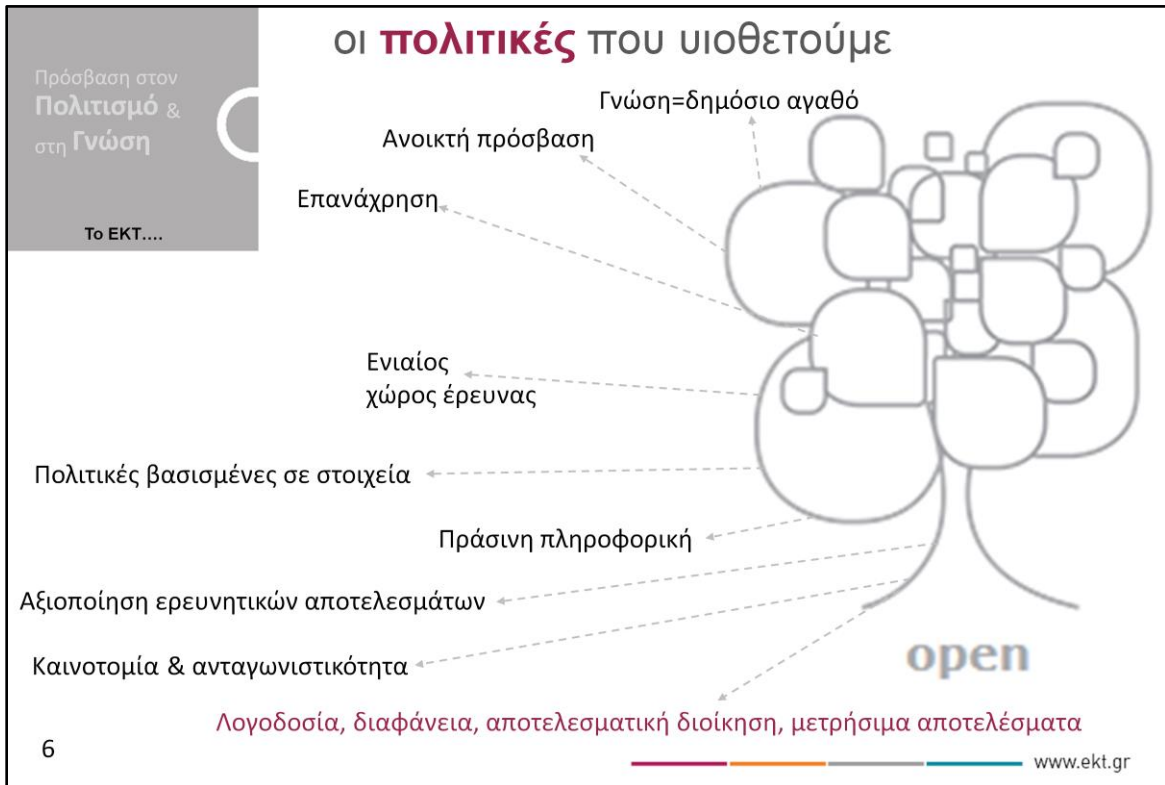 οι πολιτικές που υιοθετούμε
Πρόσβαση στον
Πολιτισμό &
στη Γνώση
Το ΕΚΤ....
Γνώση=δημόσιο αγαθό
Ανοικτή πρόσβαση
Επανάχρηση
Ενιαίος
χώρος έρευνας
Πολιτικές βασισμένες σε στοιχεία
Πράσινη πληροφορική
Αξιοποίηση ερευνητικών αποτελεσμάτων
Καινοτομία & ανταγωνιστικότητα
open
Λογοδοσία, διαφάνεια, αποτελεσματική διοίκηση, μετρήσιμα αποτελέσματα
6
www.ekt.gr